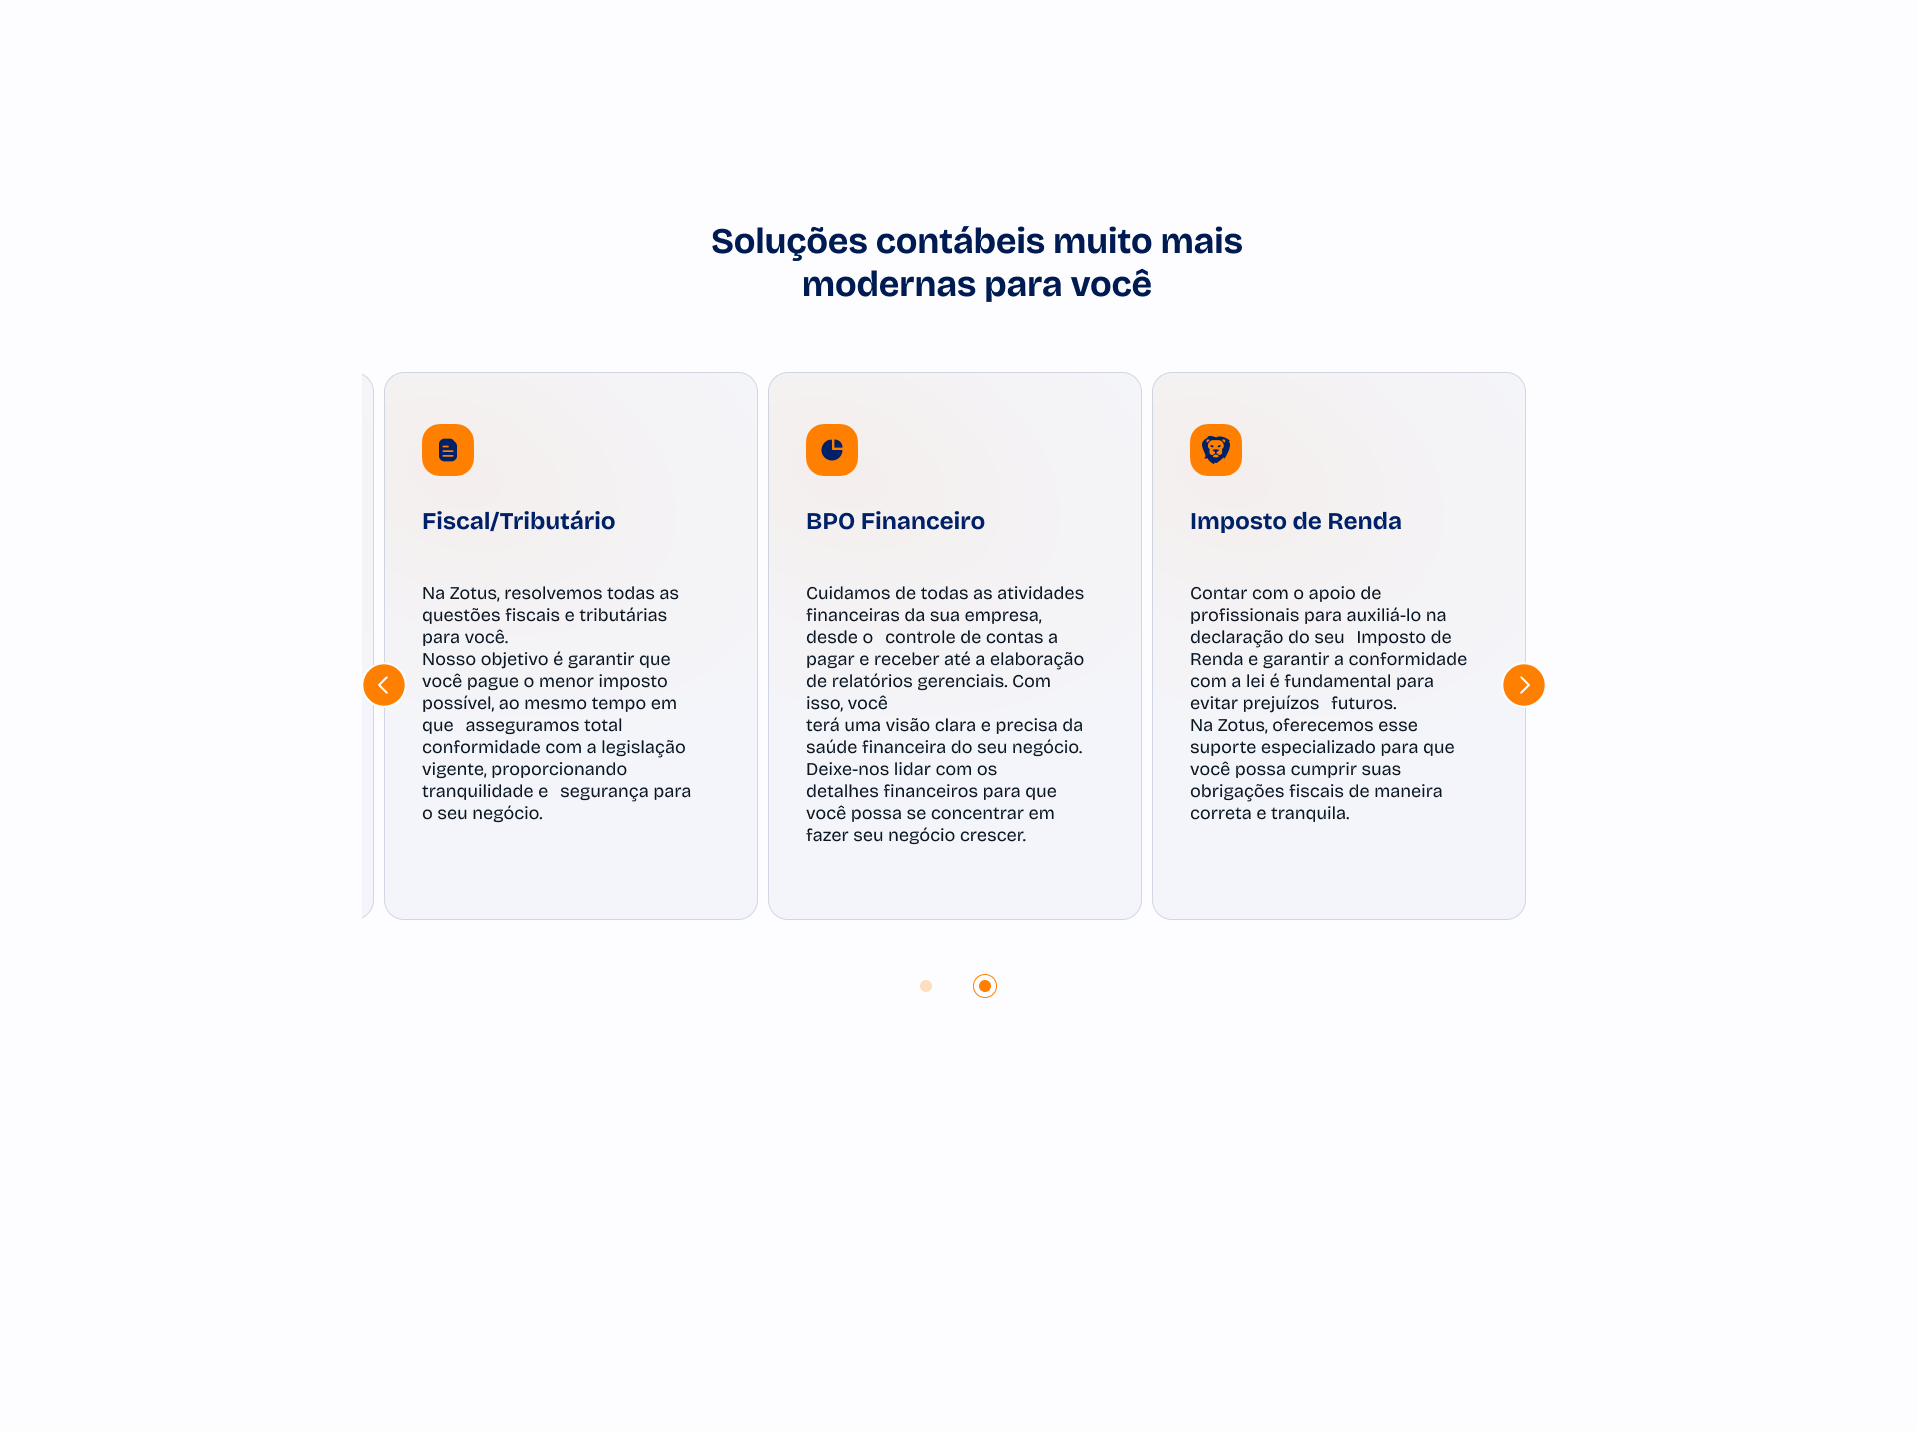 Soluções contábeis muito mais
modernas para você
Fiscal/Tributário
Na Zotus, resolvemos todas as
questões fiscais e tributárias
para você.
Nosso objetivo é garantir que
você pague o menor imposto
possível, ao mesmo tempo em
que asseguramos total
conformidade com a legislação
vigente, proporcionando
tranquilidade e segurança para
o seu negócio.
BPO Financeiro
Cuidamos de todas as atividades
financeiras da sua empresa,
desde o controle de contas a
pagar e receber até a elaboração
de relatórios gerenciais. Com
isso, você
terá uma visão clara e precisa da
saúde financeira do seu negócio.
Deixe-nos lidar com os
detalhes financeiros para que
você possa se concentrar em
fazer seu negócio crescer.
Imposto de Renda
Contar com o apoio de
profissionais para auxiliá-lo na
declaração do seu Imposto de
Renda e garantir a conformidade
com a lei é fundamental para
evitar prejuízos futuros.
Na Zotus, oferecemos esse
suporte especializado para que
você possa cumprir suas
obrigações fiscais de maneira
correta e tranquila.